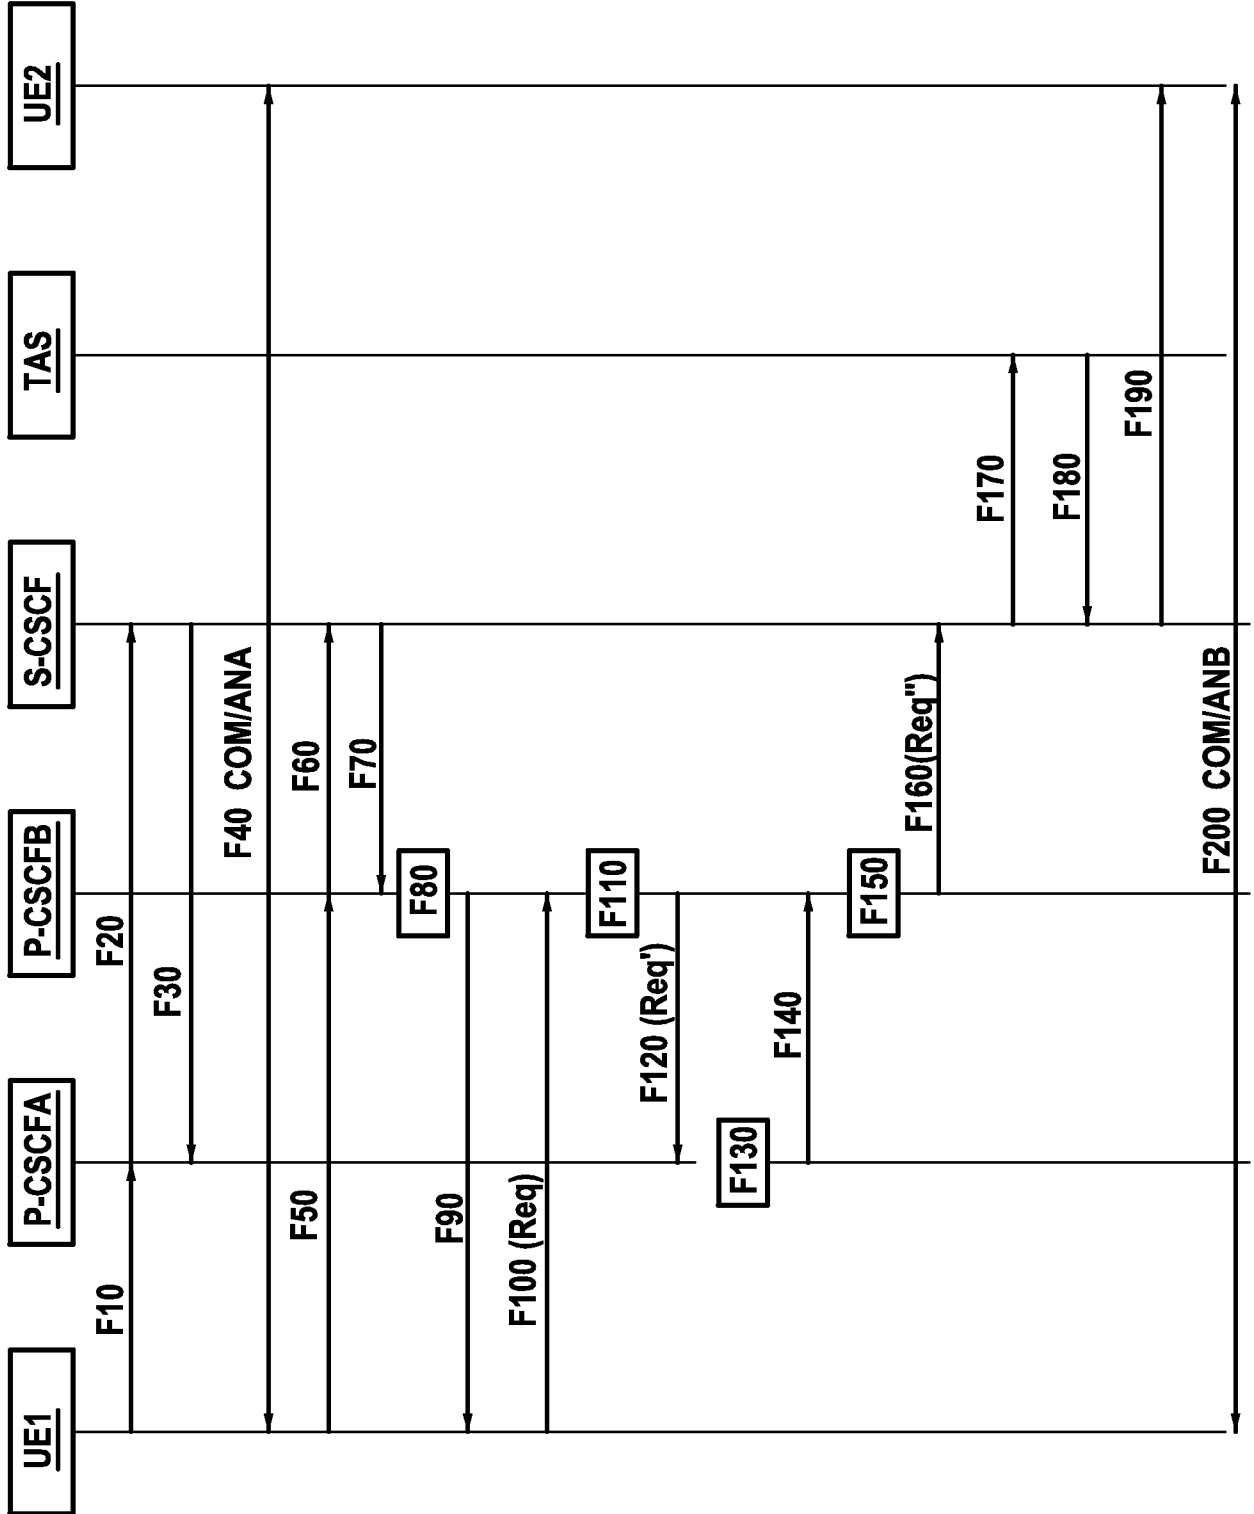 UE1
P-CSCFA
P-CSCFB
S-CSCF
TAS
UE2
F10
F20
F30
F40 COM/ANA
F50
F60
F70
F80
F90
F100 (Req)
F110
F120 (Req')
F130
F140
F150
F160(Req")
F170
F180
F190
F200 COM/ANB